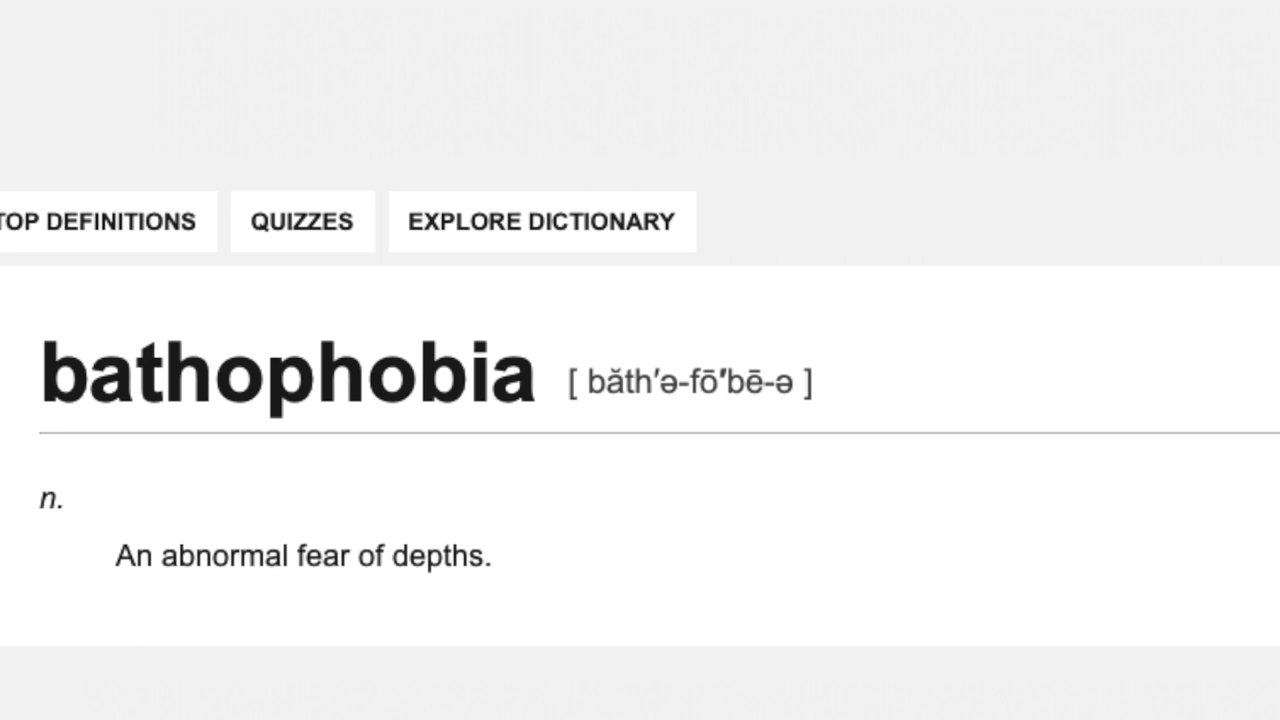 TOP DEFINITIONS QUIZZES EXPLORE DICTIONARY
bathophobia [ băth′ə-fō′bē-ə ]
n.
An abnormal fear of depths.